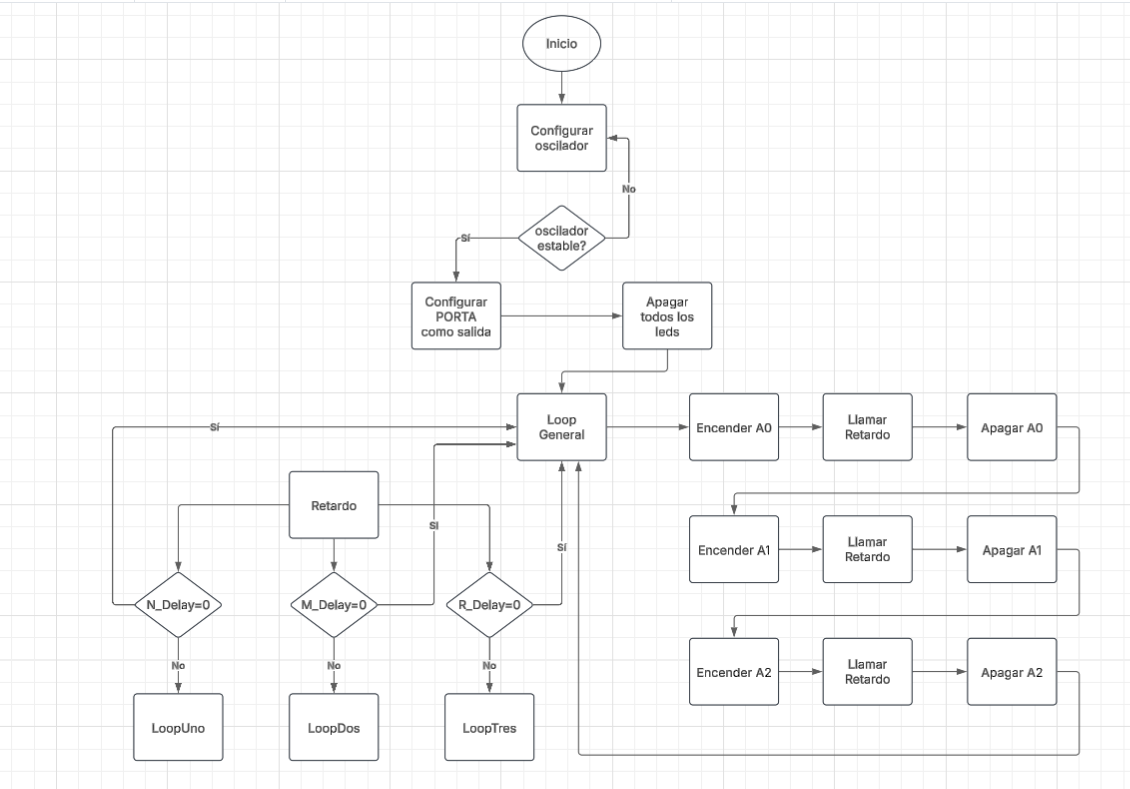 Inicio
Configurar
oscilador
No
oscilador
estable?
Sí
Configurar
PORTA
como salida
Apagar
todos los
leds
Loop
General
Encender A0
Llamar
Retardo
Apagar A0
Sí
Retardo
Sí
Sí
Encender A1
Llamar
Retardo
Apagar A1
N_Delay=0
M_Delay=0
R_Delay=0
No
No
No
Encender A2
Llamar
Retardo
Apagar A2
LoopUno
LoopDos
LoopTres